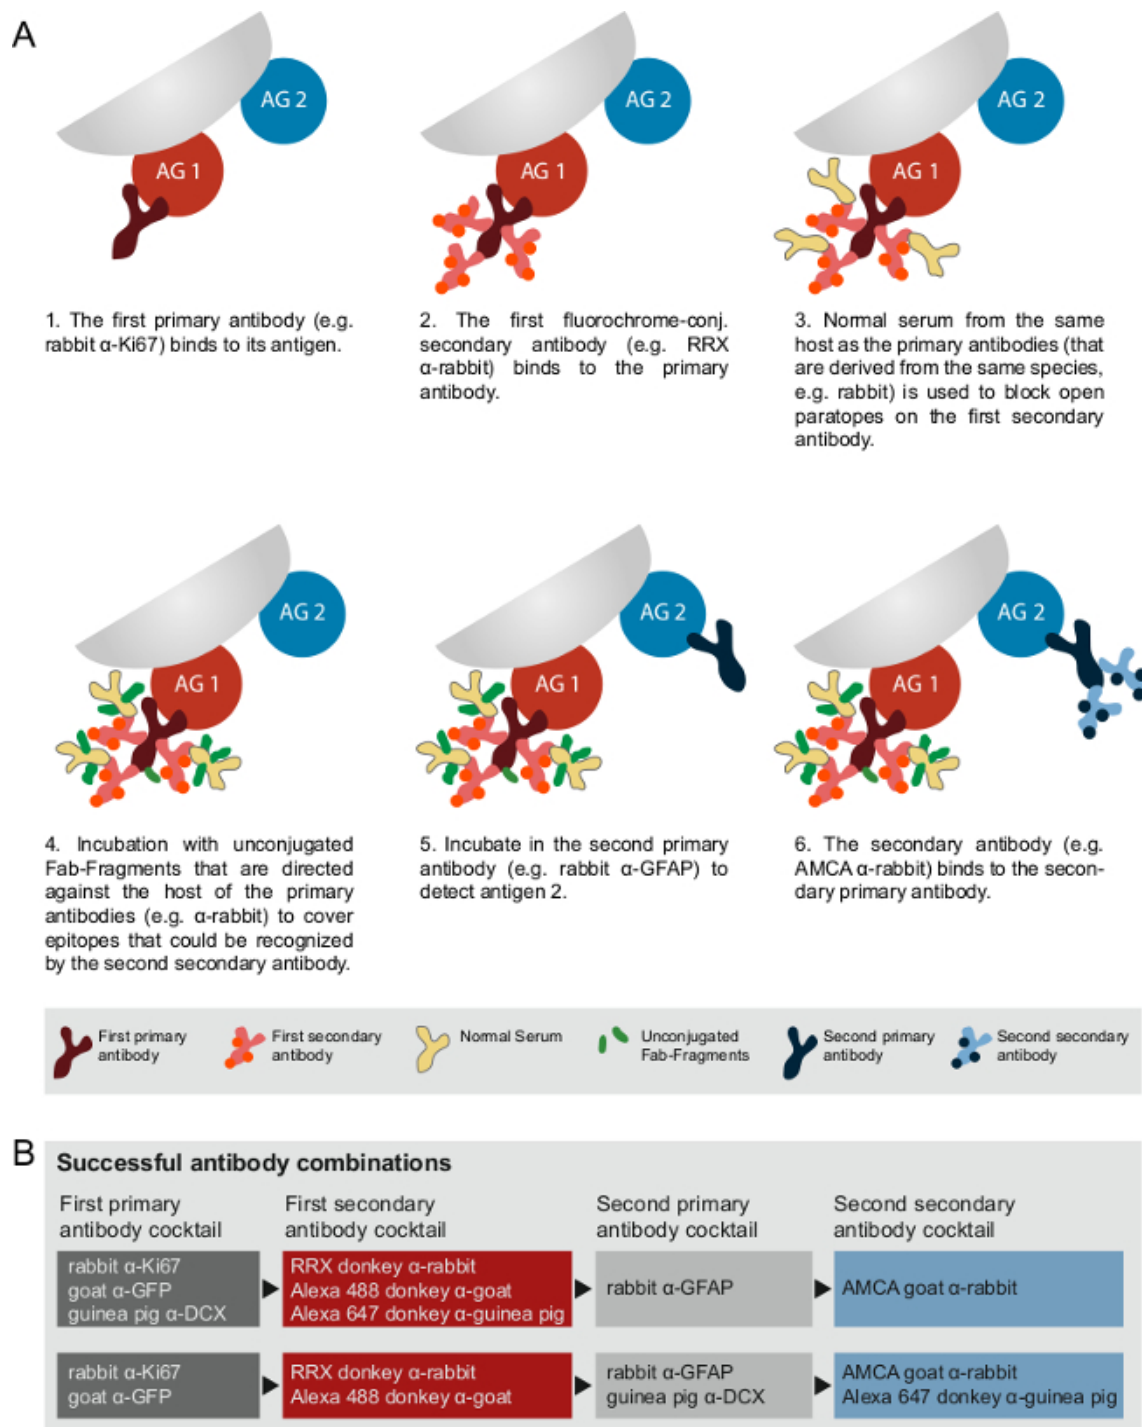 A
AG 2
AG 1
AG 2
AG 1
AG 2
AG 1
1. The first primary antibody (e.g.
rabbit α-Ki67) binds to its antigen.
2. The first fluorochrome-conj.
secondary antibody (e.g. RRX
α-rabbit) binds to the primary
antibody.
3. Normal serum from the same
host as the primary antibodies (that
are derived from the same species,
e.g. rabbit) is used to block open
paratopes on the first secondary
antibody.
AG 2
AG 1
AG 2
AG 1
AG 2
AG 1
4. Incubation with unconjugated
Fab-Fragments that are directed
against the host of the primary
antibodies (e.g. α-rabbit) to cover
epitopes that could be recognized
by the second secondary antibody.
5. Incubate in the second primary
antibody (e.g. rabbit α-GFAP) to
detect antigen 2.
6. The secondary antibody (e.g.
AMCA α-rabbit) binds to the secon-
dary primary antibody.
First primary
antibody
First secondary
antibody
Normal Serum
Unconjugated
Fab-Fragments
Second primary
antibody
Second secondary
antibody
B
Successful antibody combinations
First primary
antibody cocktail
First secondary
antibody cocktail
Second primary
antibody cocktail
Second secondary
antibody cocktail
rabbit α-Ki67
goat α-GFP
guinea pig α-DCX
RRX donkey α-rabbit
Alexa 488 donkey α-goat
Alexa 647 donkey α-guinea pig
rabbit α-GFAP
AMCA goat α-rabbit
rabbit α-Ki67
goat α-GFP
RRX donkey α-rabbit
Alexa 488 donkey α-goat
rabbit α-GFAP
guinea pig α-DCX
AMCA goat α-rabbit
Alexa 647 donkey α-guinea pig